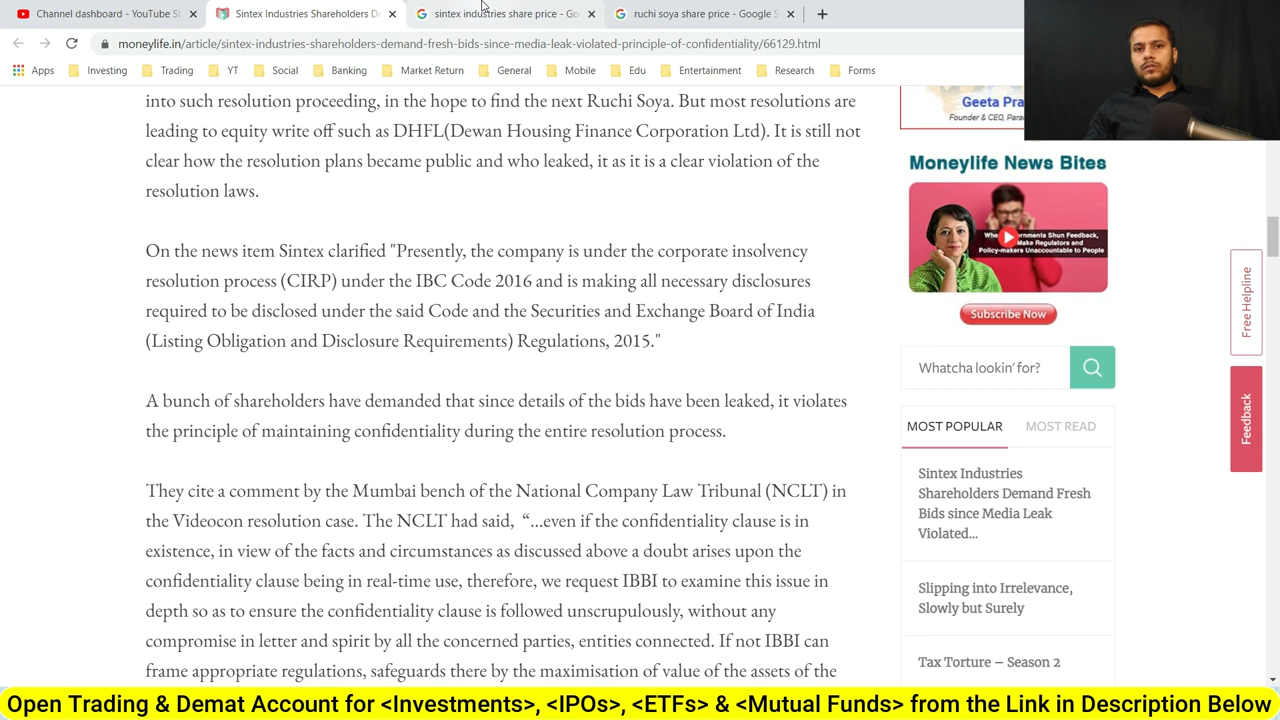 Channel dashboard - YouTube St
Sintex Industries Shareholders De
sintex industries share price - Goo
ruchi soya share price - Google S
moneylife.in/article/sintex-industries-shareholders-demand-fresh-bids-since-media-leak-violated-principle-of-confidentiality/66129.html
Apps Investing Trading YT Social Banking Market Return General Mobile Edu Entertainment Research Forms
into such resolution proceeding, in the hope to find the next Ruchi Soya. But most resolutions are
leading to equity write off such as DHFL(Dewan Housing Finance Corporation Ltd). It is still not
clear how the resolution plans became public and who leaked, it as it is a clear violation of the
resolution laws.
On the news item Sintex clarified "Presently, the company is under the corporate insolvency
resolution process (CIRP) under the IBC Code 2016 and is making all necessary disclosures
required to be disclosed under the said Code and the Securities and Exchange Board of India
(Listing Obligation and Disclosure Requirements) Regulations, 2015."
A bunch of shareholders have demanded that since details of the bids have been leaked, it violates
the principle of maintaining confidentiality during the entire resolution process.
They cite a comment by the Mumbai bench of the National Company Law Tribunal (NCLT) in
the Videocon resolution case. The NCLT had said, “…even if the confidentiality clause is in
existence, in view of the facts and circumstances as discussed above a doubt arises upon the
confidentiality clause being in real-time use, therefore, we request IBBI to examine this issue in
depth so as to ensure the confidentiality clause is followed unscrupulously, without any
compromise in letter and spirit by all the concerned parties, entities connected. If not IBBI can
frame appropriate regulations, safeguards there by the maximisation of value of the assets of the
Geeta Pra
Founder & CEO, Para
Moneylife News Bites
ernments Shun Feedback,
Make Regulators and
Policy-makers Unaccountable to People
Subscribe Now
Whatcha lookin' for?
MOST POPULAR
MOST READ
Sintex Industries
Shareholders Demand Fresh
Bids since Media Leak
Violated...
Slipping into Irrelevance,
Slowly but Surely
Tax Torture – Season 2
Free Helpline
Feedback
Open Trading & Demat Account for <Investments>, <IPOs>, <ETFs> & <Mutual Funds> from the Link in Description Below